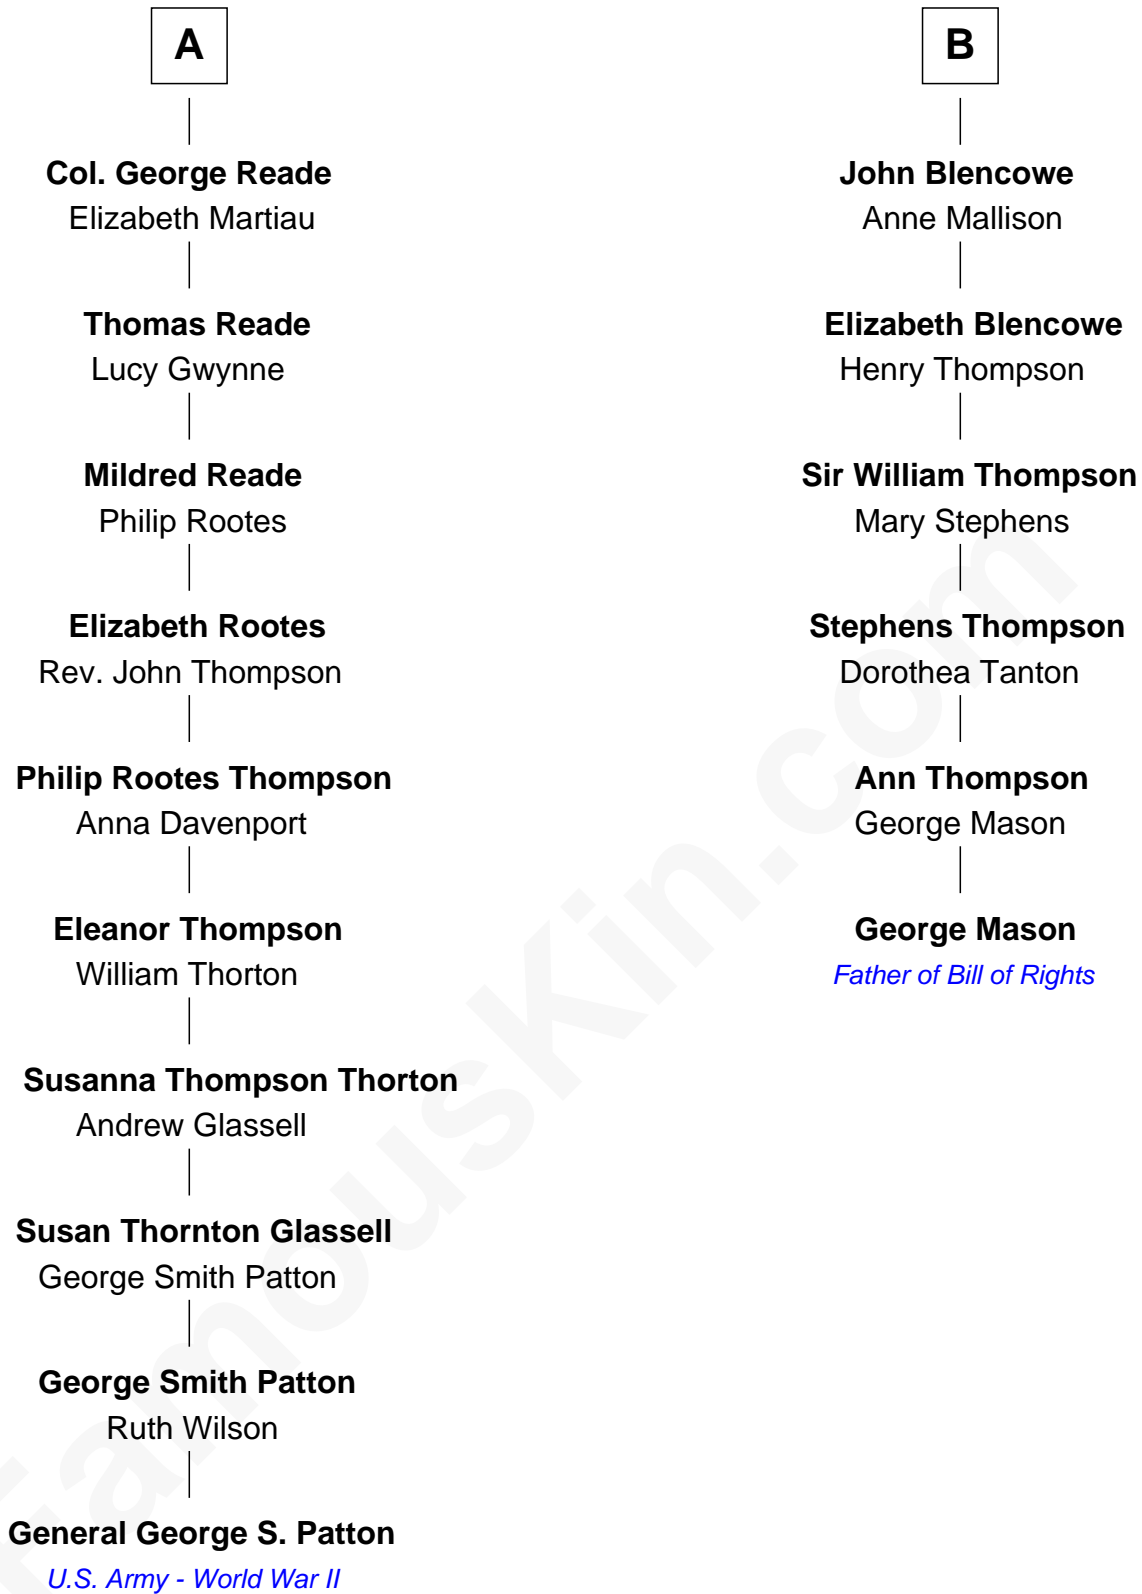 A
Col. George Reade
Elizabeth Martiau
Thomas Reade
Lucy Gwynne
Mildred Reade
Philip Rootes
Elizabeth Rootes
Rev. John Thompson
Philip Rootes Thompson
Anna Davenport
Eleanor Thompson
William Thorton
Susanna Thompson Thorton
Andrew Glassell
Susan Thornton Glassell
George Smith Patton
George Smith Patton
Ruth Wilson
General George S. Patton
U.S. Army - World War II
B
John Blencowe
Anne Mallison
Elizabeth Blencowe
Henry Thompson
Sir William Thompson
Mary Stephens
Stephens Thompson
Dorothea Tanton
Ann Thompson
George Mason
George Mason
Father of Bill of Rights
FamousKin.com